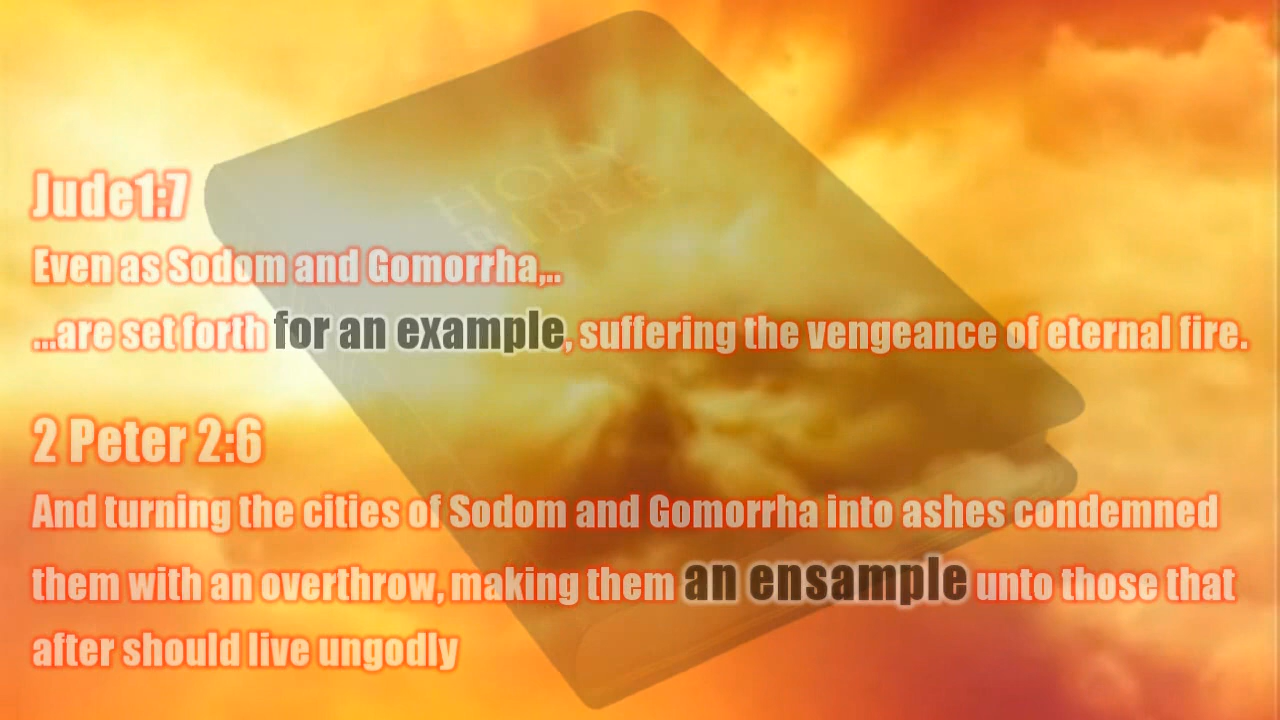 HOLY
BIBLE
Jude1:7
Even as Sodom and Gomorrha,...
...are set forth for an example, suffering the vengeance of eternal fire.
2 Peter 2:6
And turning the cities of Sodom and Gomorrha into ashes condemned
them with an overthrow, making them an ensample unto those that
after should live ungodly